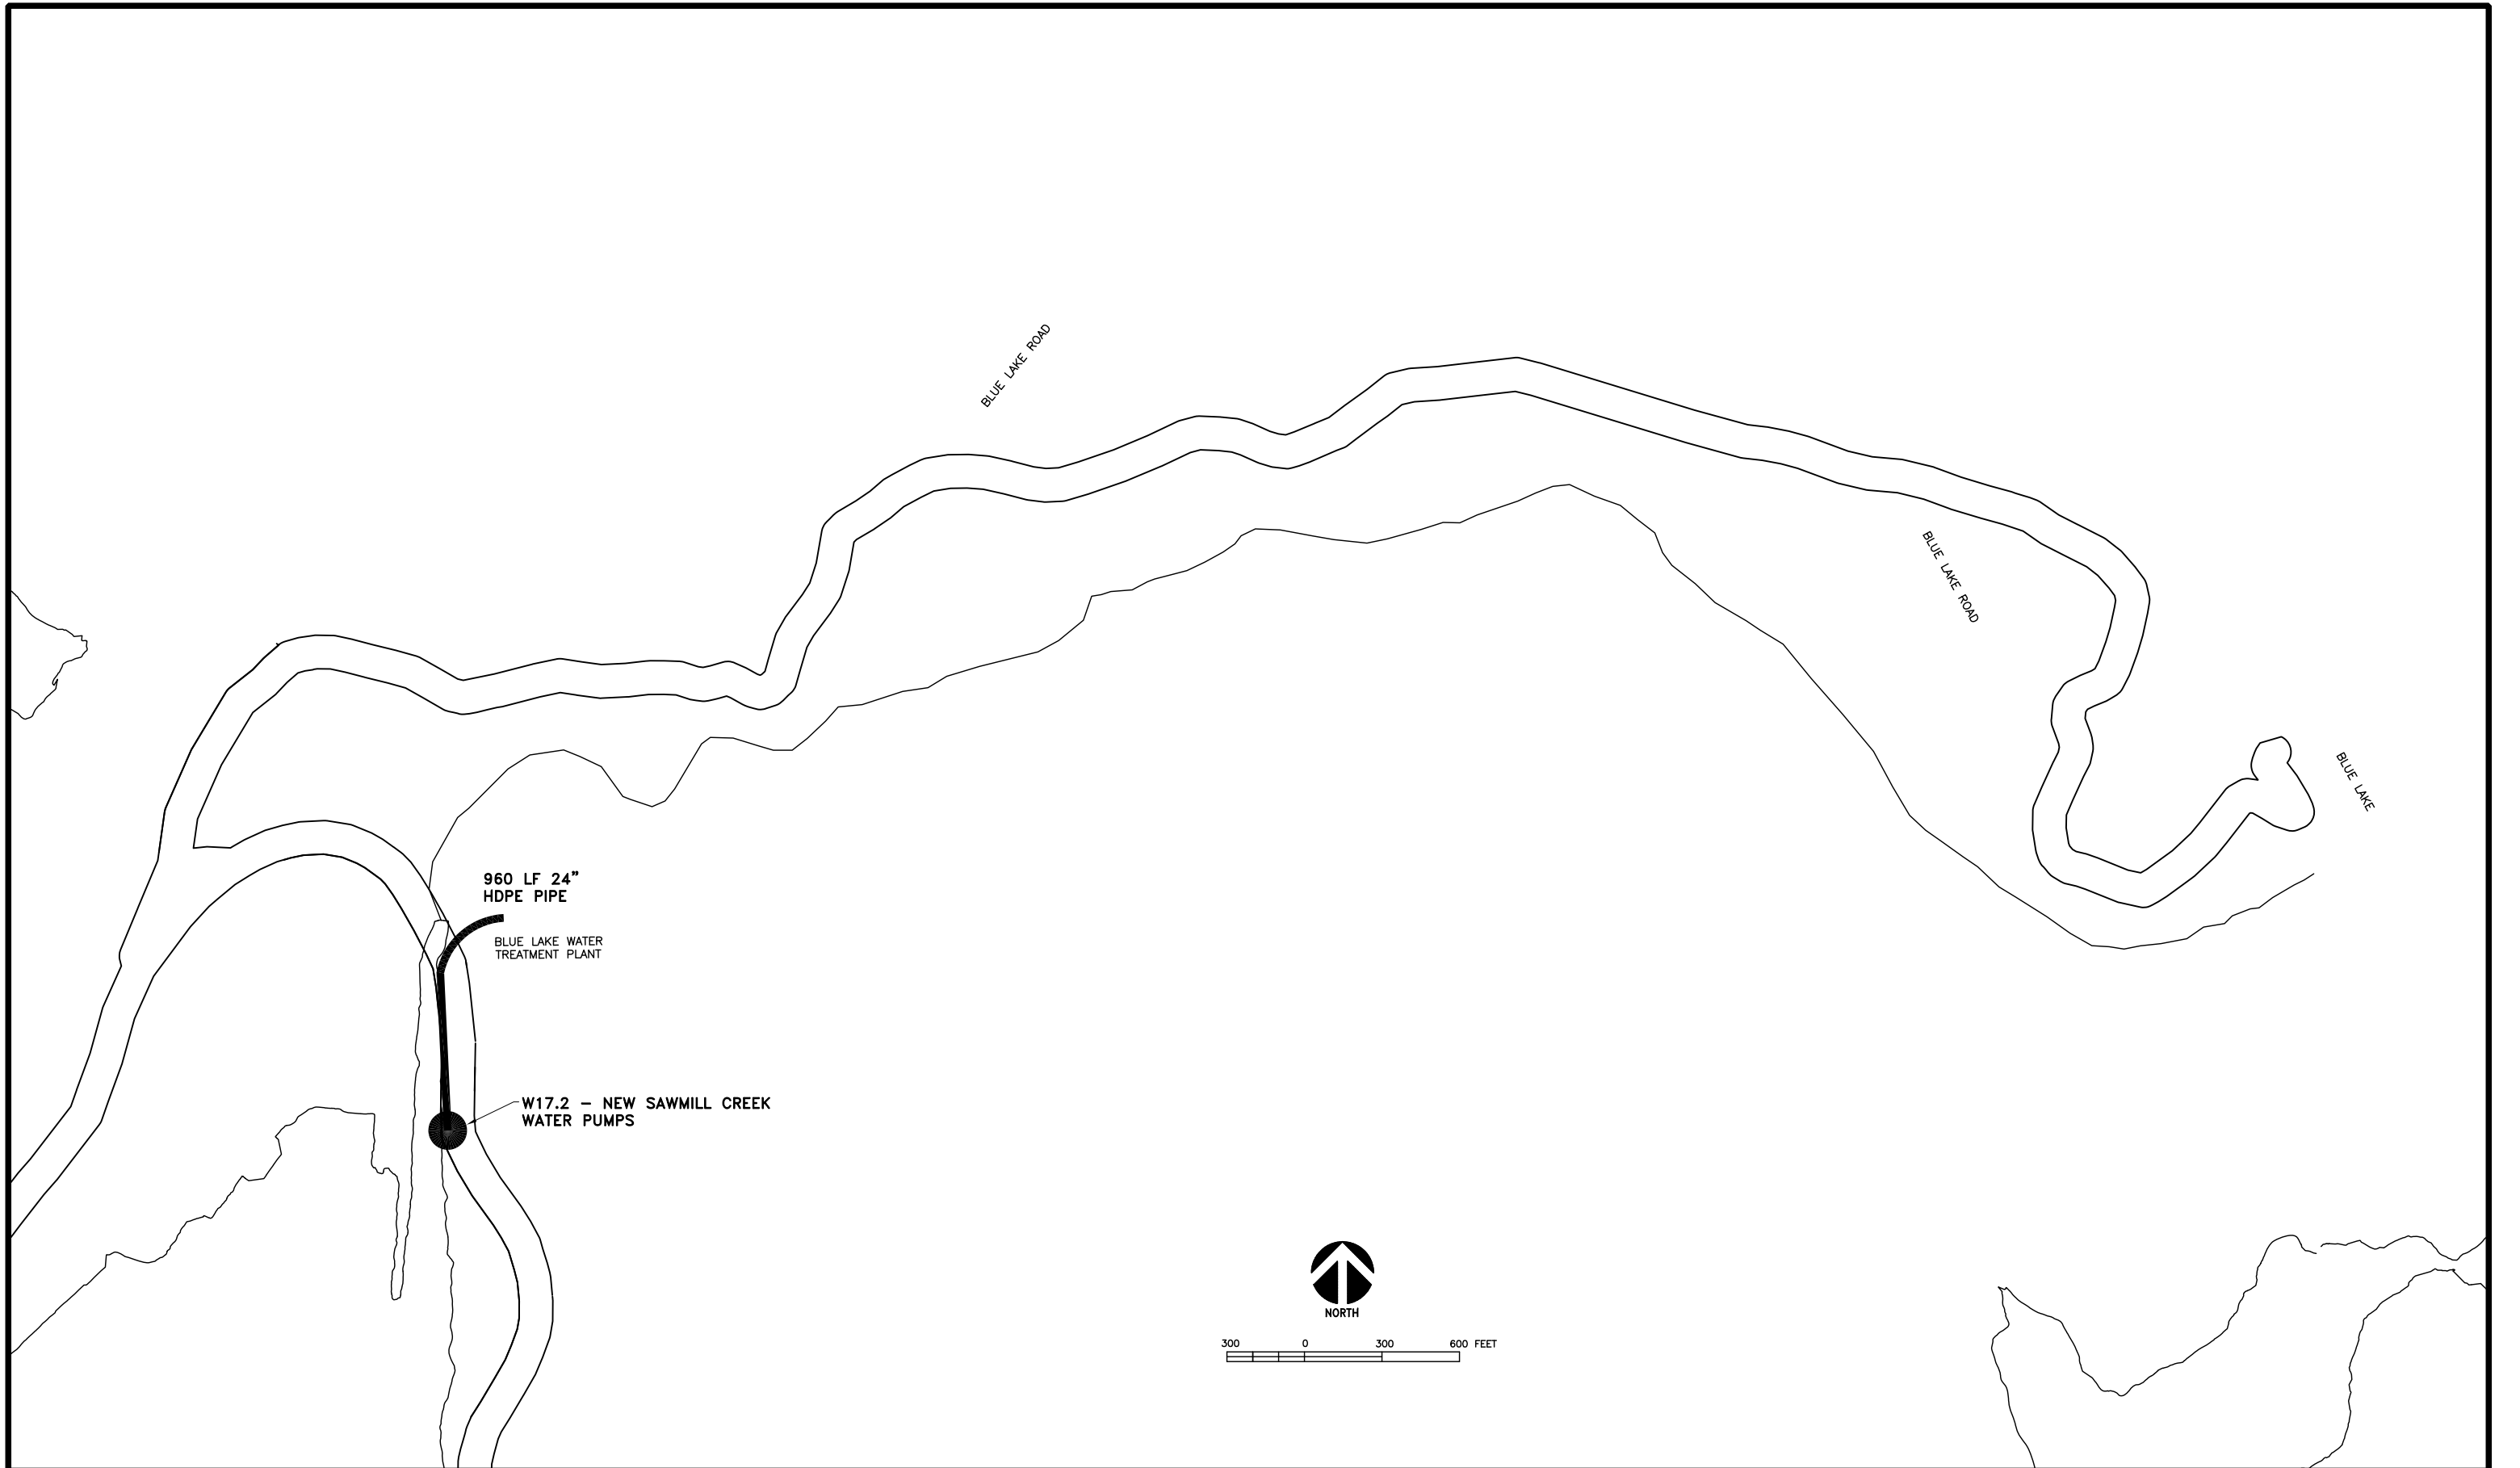 BLUE LAKE ROAD
BLUE LAKE ROAD
BLUE LAKE
960 LF 24”
HDPE PIPE
BLUE LAKE WATER
TREATMENT PLANT
W17.2 – NEW SAWMILL CREEK
WATER PUMPS
NORTH
300 0 300 600 FEET